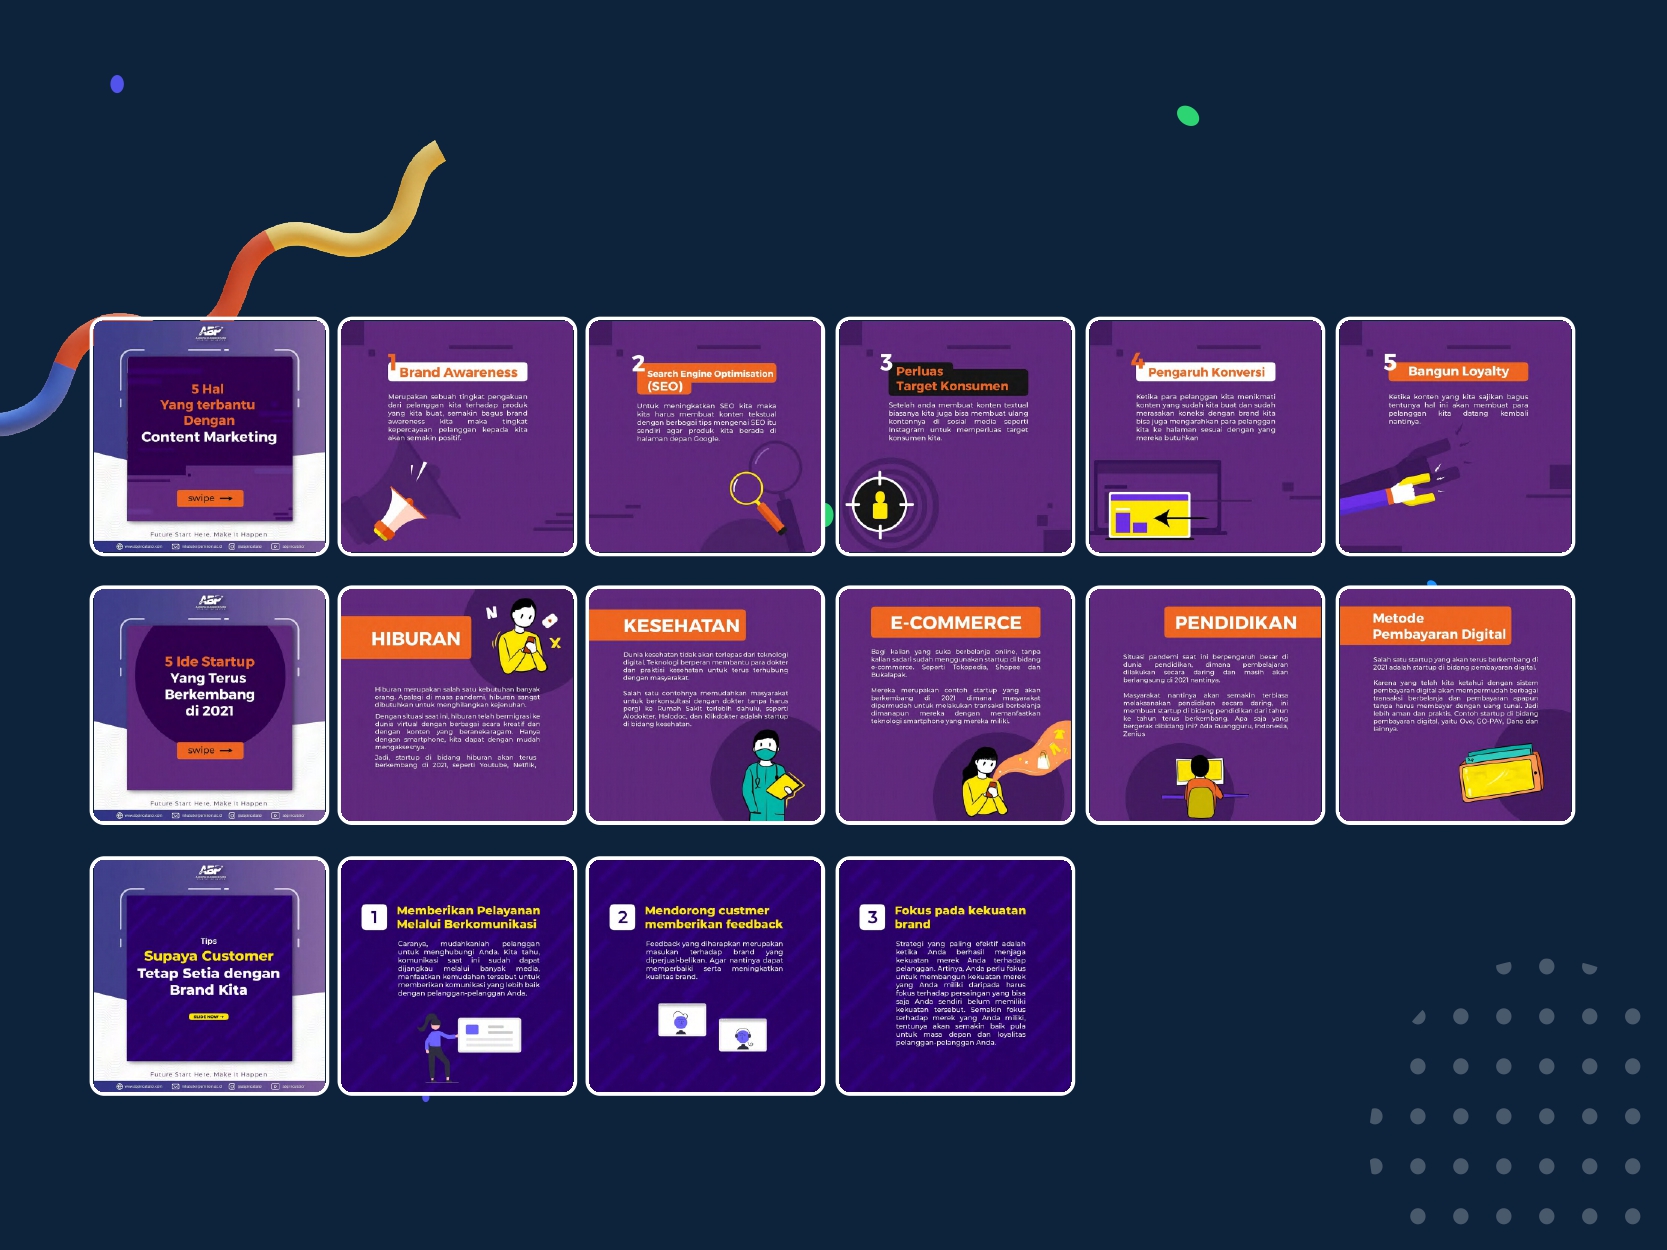 ABP
5 Hal
Yang terbantu
Dengan
Content Marketing
swipe
Future Start Here, Make It Happen
1
Brand Awareness
Merupakan sebuah tingkat pengakuan
dari pelanggan kita terhadap produk
yang kita buat, semakin bagus brand
awareness kita maka tingkat
kepercayaan pelanggan kepada kita
akan semakin positif.
2
Search Engine Optimisation
(SEO)
Untuk meningkatkan SEO kita maka
kita harus membuat konten tekstual
dengan berbagai tips mengenai SEO itu
sendiri agar produk kita berada di
halaman depan Google.
3
Perluas
Target Konsumen
Setelah anda membuat konten textual
biasanya kita juga bisa membuat ulang
kontennya di sosial media seperti
Instagram untuk memperluas target
konsumen kita.
4
Pengaruh Konversi
Ketika para pelanggan kita menikmati
konten yang sudah kita buat dan sudah
merasakan koneksi dengan brand kita
bisa juga mengarahkan para pelanggan
kita ke halaman sesuai dengan yang
mereka butuhkan
5
Bangun Loyalty
Ketika konten yang kita sajikan bagus
tentunya hal ini akan membuat para
pelanggan kita datang kembali
nantinya.
ABP
5 Ide Startup
Yang Terus
Berkembang
di 2021
swipe
Future Start Here, Make It Happen
HIBURAN
N
X
Hiburan merupakan salah satu kebutuhan banyak
orang. Apalagi di masa pandemi, hiburan sangat
dibutuhkan untuk menghilangkan kejenuhan.
Dengan situasi saat ini, hiburan telah bermigrasi ke
dunia virtual dengan berbagai acara kreatif dan
dengan konten yang beranekaragam. Hanya
dengan smartphone, kita dapat dengan mudah
mengaksesnya.
Jadi, startup di bidang hiburan akan terus
berkembang di 2021, seperti Youtube, Netflik,
KESEHATAN
Dunia kesehatan tidak akan terlepas dari teknologi
digital. Teknologi berperan membantu para dokter
dan praktisi kesehatan untuk terus terhubung
dengan masyarakat.
Salah satu contohnya memudahkan masyarakat
untuk berkonsultasi dengan dokter tanpa harus
pergi ke Rumah Sakit terlebih dahulu, seperti
Alodokter, Halodoc, dan Klikdokter adalah startup
di bidang kesehatan.
E-COMMERCE
Bagi kalian yang suka berbelanja online, tanpa
kalian sadari sudah menggunakan startup di bidang
e-commerce. Seperti Tokopedia, Shopee dan
Bukalapak.
Mereka merupakan contoh startup yang akan
berkembang di 2021 dimana masyarakat
dipermudah untuk melakukan transaksi berbelanja
dimanapun mereka dengan memanfaatkan
teknologi smartphone yang mereka miliki.
PENDIDIKAN
Situasi pandemi saat ini berpengaruh besar di
dunia pendidikan, dimana pembelajaran
dilakukan secara daring dan masih akan
berlangsung di 2021 nentinya.
Masyarakat nantinya akan semakin terbiasa
melaksanakan pendidikan secara daring, ini
membuat startup di bidang pendidikan dari tahun
ke tahun terus berkembang. Apa saja yang
bergerak dibidang ini? Ada Ruangguru, Indonesia,
Zenius
Metode
Pembayaran Digital
Salah satu startup yang akan terus berkembang di
2021 adalah startup di bidang pembayaran digital.
Karena yang telah kita ketahui dengan sistem
pembayaran digital akan mempermudah berbagai
transaksi berbelanja dan pembayaran apapun
tanpa harus membayar dengan uang tunai. Jadi
lebih aman dan praktis. Contoh startup di bidang
pembayaran digital, yaitu Ovo, GO-PAY, Dana dan
lainnya.
ABP
Tips
Supaya Customer
Tetap Setia dengan
Brand Kita
SLIDE NOW
Future Start Here, Make It Happen
1
Memberikan Pelayanan
Melalui Berkomunikasi
Caranya, mudahkanlah pelanggan
untuk menghubungi Anda. Kita tahu,
komunikasi saat ini sudah dapat
dijangkau melalui banyak media,
manfaatkan kemudahan tersebut untuk
memberikan komunikasi yang lebih baik
dengan pelanggan-pelanggan Anda.
2
Mendorong custmer
memberikan feedback
Feedback yang diharapkan merupakan
masukan terhadap brand yang
diperjual-belikan. Agar nantinya dapat
memperbaiki serta meningkatkan
kualitas brand.
3
Fokus pada kekuatan
brand
Strategi yang paling efektif adalah
ketika Anda berhasil menjaga
kekuatan merek Anda terhadap
pelanggan. Artinya, Anda perlu fokus
untuk membangun kekuatan merek
yang Anda miliki daripada harus
fokus terhadap persaingan yang bisa
saja Anda sendiri belum memiliki
kekuatan tersebut. Semakin fokus
terhadap merek yang Anda miliki,
tentunya akan semakin baik pula
untuk masa depan dan loyalitas
pelanggan-pelanggan Anda.